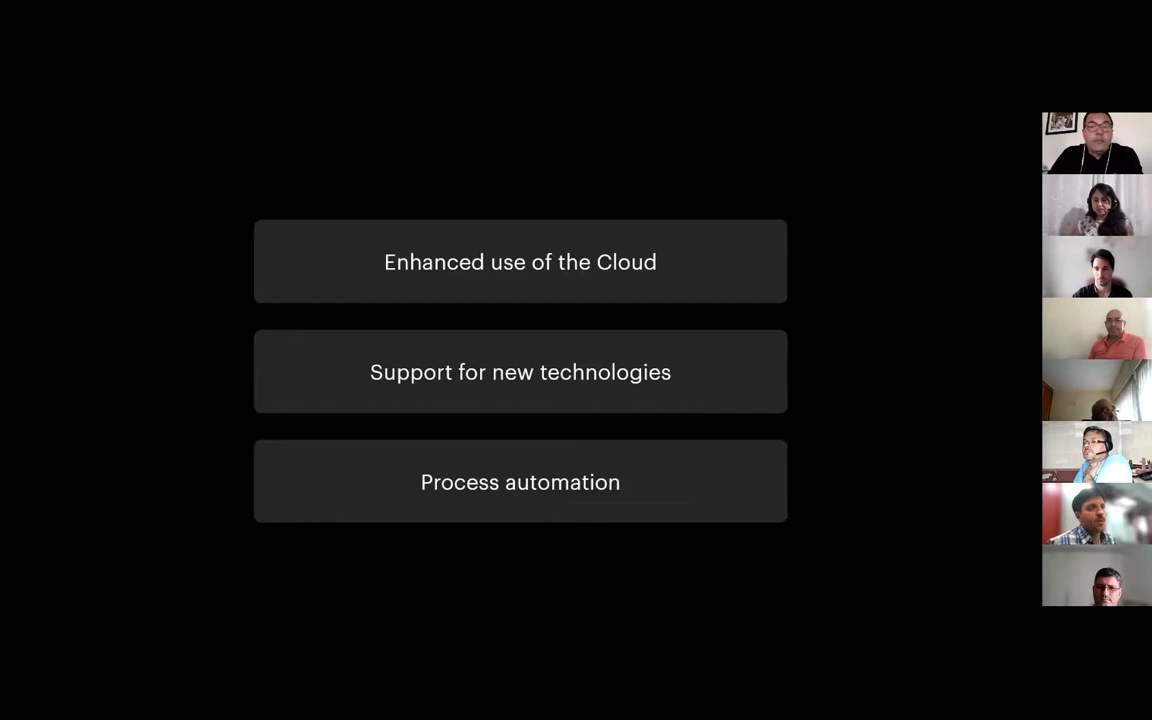 Enhanced use of the Cloud
Support for new technologies
Process automation